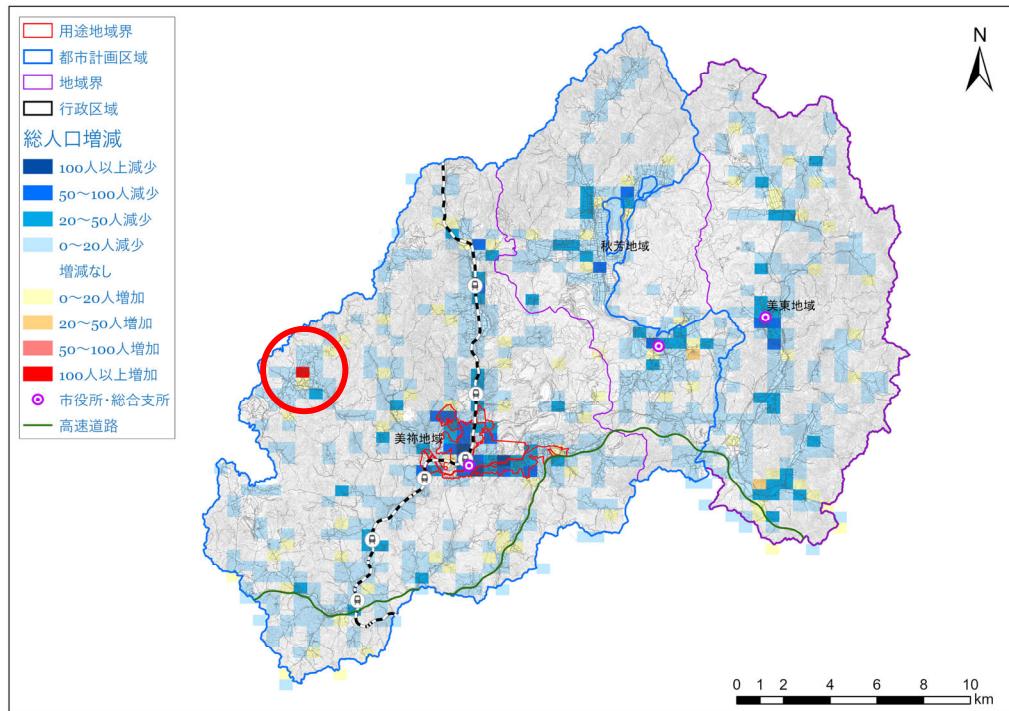 用途地域界
都市計画区域
地域界
行政区域
総人口増減
100人以上減少
50～100人減少
20～50人減少
0～20人減少
増減なし
0～20人増加
20～50人増加
50～100人増加
100人以上増加
市役所・総合支所
高速道路
N
秋芳地域
美東地域
美祢地域
0 1 2 4 6 8 10
km